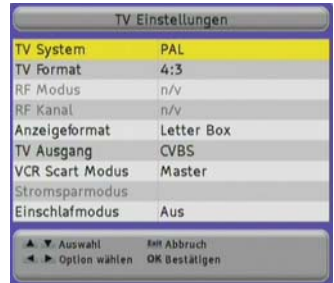 TV Einstellungen
TV System PAL
TV Format 4:3
RF Modus n/v
RF Kanal n/v
Anzeigeformat Letter Box
TV Ausgang CVBS
VCR Scart Modus Master
Stromsparmodus
Einschlafmodus Aus
▲ ▼ Auswahl Exit Abbruch
◄ ► Option wählen OK Bestätigen